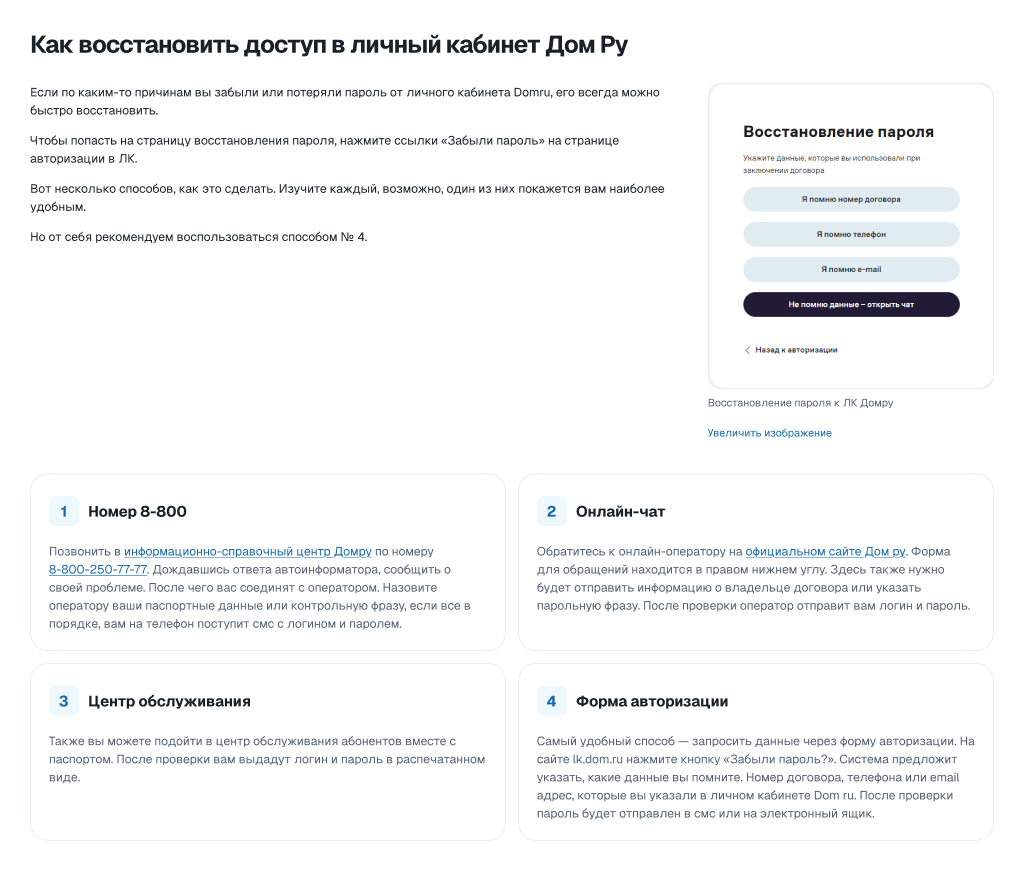 Как восстановить доступ в личный кабинет Дом Ру
Если по каким-то причинам вы забыли или потеряли пароль от личного кабинета Domru, его всегда можно
быстро восстановить.
Чтобы попасть на страницу восстановления пароля, нажмите ссылки «Забыли пароль» на странице
авторизации в ЛК.
Вот несколько способов, как это сделать. Изучите каждый, возможно, один из них покажется вам наиболее
удобным.
Но от себя рекомендуем воспользоваться способом № 4.
Восстановление пароля
Укажите данные, которые вы использовали при
заключении договора
Я помню номер договора
Я помню телефон
Я помню e-mail
Не помню данные – открыть чат
Назад к авторизации
Восстановление пароля к ЛК Домру
Увеличить изображение
1 Номер 8-800
Позвонить в информационно-справочный центр Домру по номеру
8-800-250-77-77. Дождавшись ответа автоинформатора, сообщить о
своей проблеме. После чего вас соединят с оператором. Назовите
оператору ваши паспортные данные или контрольную фразу, если все в
порядке, вам на телефон поступит смс с логином и паролем.
2 Онлайн-чат
Обратитесь к онлайн-оператору на официальном сайте Дом ру. Форма
для обращений находится в правом нижнем углу. Здесь также нужно
будет отправить информацию о владельце договора или указать
парольную фразу. После проверки оператор отправит вам логин и пароль.
3 Центр обслуживания
Также вы можете подойти в центр обслуживания абонентов вместе с
паспортом. После проверки вам выдадут логин и пароль в распечатанном
виде.
4 Форма авторизации
Самый удобный способ — запросить данные через форму авторизации. На
сайте lk.dom.ru нажмите кнопку «Забыли пароль?». Система предложит
указать, какие данные вы помните. Номер договора, телефона или email
адрес, которые вы указали в личном кабинете Dom ru. После проверки
пароль будет отправлен в смс или на электронный ящик.